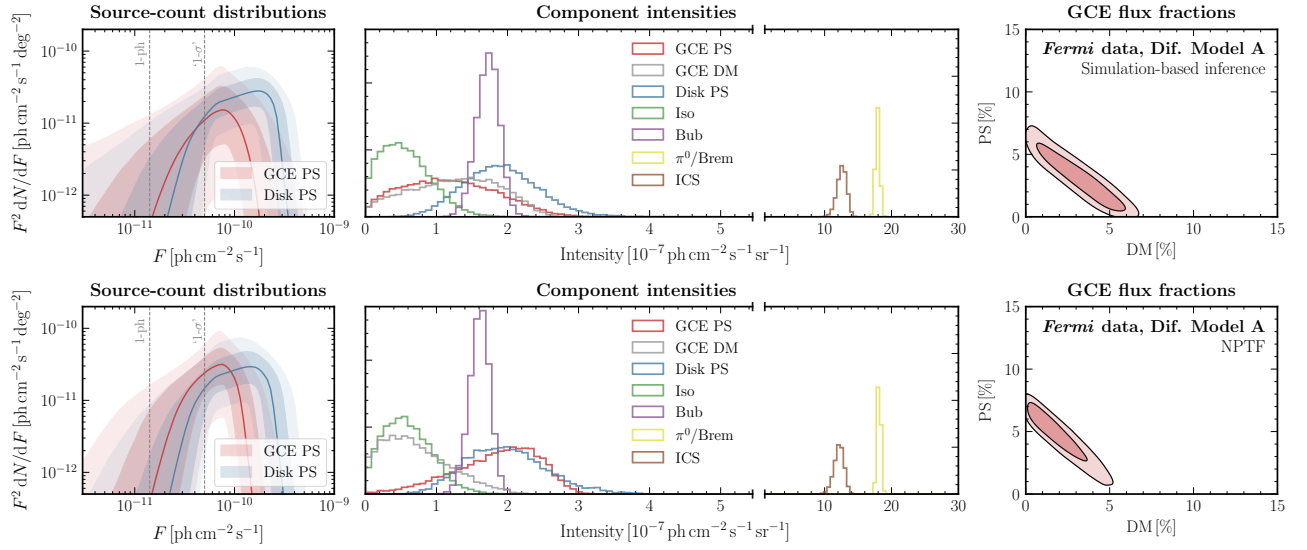 Source-count distributions
Component intensities
GCE flux fractions
F² dN/dF [ph cm⁻² s⁻¹ deg⁻²]
10⁻¹⁰
10⁻¹¹
10⁻¹²
1-ph
'1-σ'
GCE PS
Disk PS
10⁻¹¹ 10⁻¹⁰ 10⁻⁹
F [ph cm⁻² s⁻¹]
GCE PS
GCE DM
Disk PS
Iso
Bub
π⁰/Brem
ICS
0 1 2 3 4 5 10 20 30
Intensity [10⁻⁷ ph cm⁻² s⁻¹ sr⁻¹]
Fermi data, Dif. Model A
Simulation-based inference
PS [%]
15
10
5
0
0 5 10 15
DM [%]
Source-count distributions
Component intensities
GCE flux fractions
F² dN/dF [ph cm⁻² s⁻¹ deg⁻²]
10⁻¹⁰
10⁻¹¹
10⁻¹²
1-ph
'1-σ'
GCE PS
Disk PS
10⁻¹¹ 10⁻¹⁰ 10⁻⁹
F [ph cm⁻² s⁻¹]
GCE PS
GCE DM
Disk PS
Iso
Bub
π⁰/Brem
ICS
0 1 2 3 4 5 10 20 30
Intensity [10⁻⁷ ph cm⁻² s⁻¹ sr⁻¹]
Fermi data, Dif. Model A
NPTF
PS [%]
15
10
5
0
0 5 10 15
DM [%]